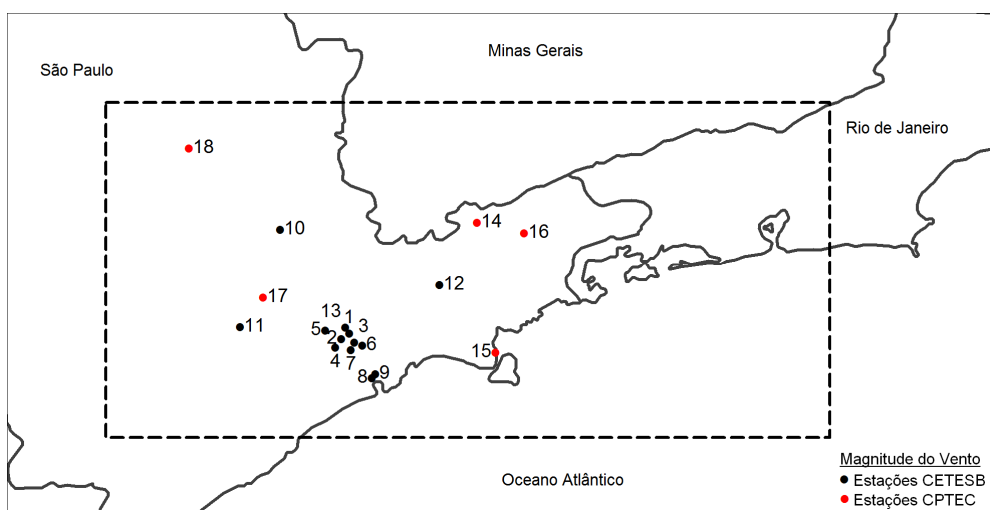 Minas Gerais
São Paulo
Rio de Janeiro
18
14
10
16
12
17
13
1
11
5
3
2
6
4
7
15
8
9
Oceano Atlântico
Magnitude do Vento
Estações CETESB
Estações CPTEC